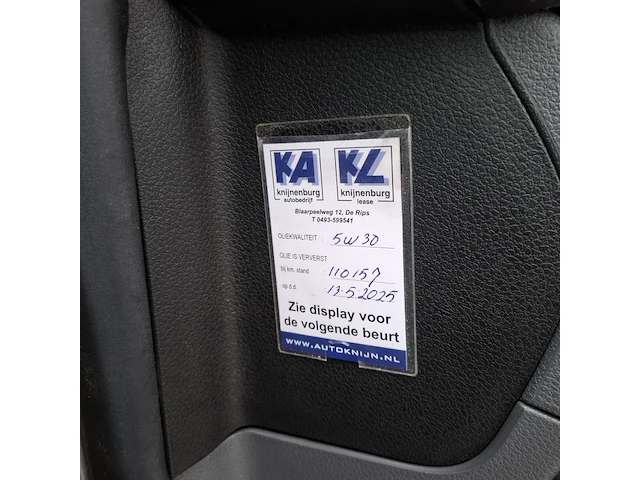 KA KL
knijnenburg knijnenburg
autobedrijf lease
Blaarpeelweg 12, De Rips
T 0493-599541
OLIEKWALITEIT : 5W30
OLIE IS VERVERST
bij km. stand : 110157
op d.d. : 13-5-2025
Zie display voor
de volgende beurt
WWW.AUTOKNIJN.NL